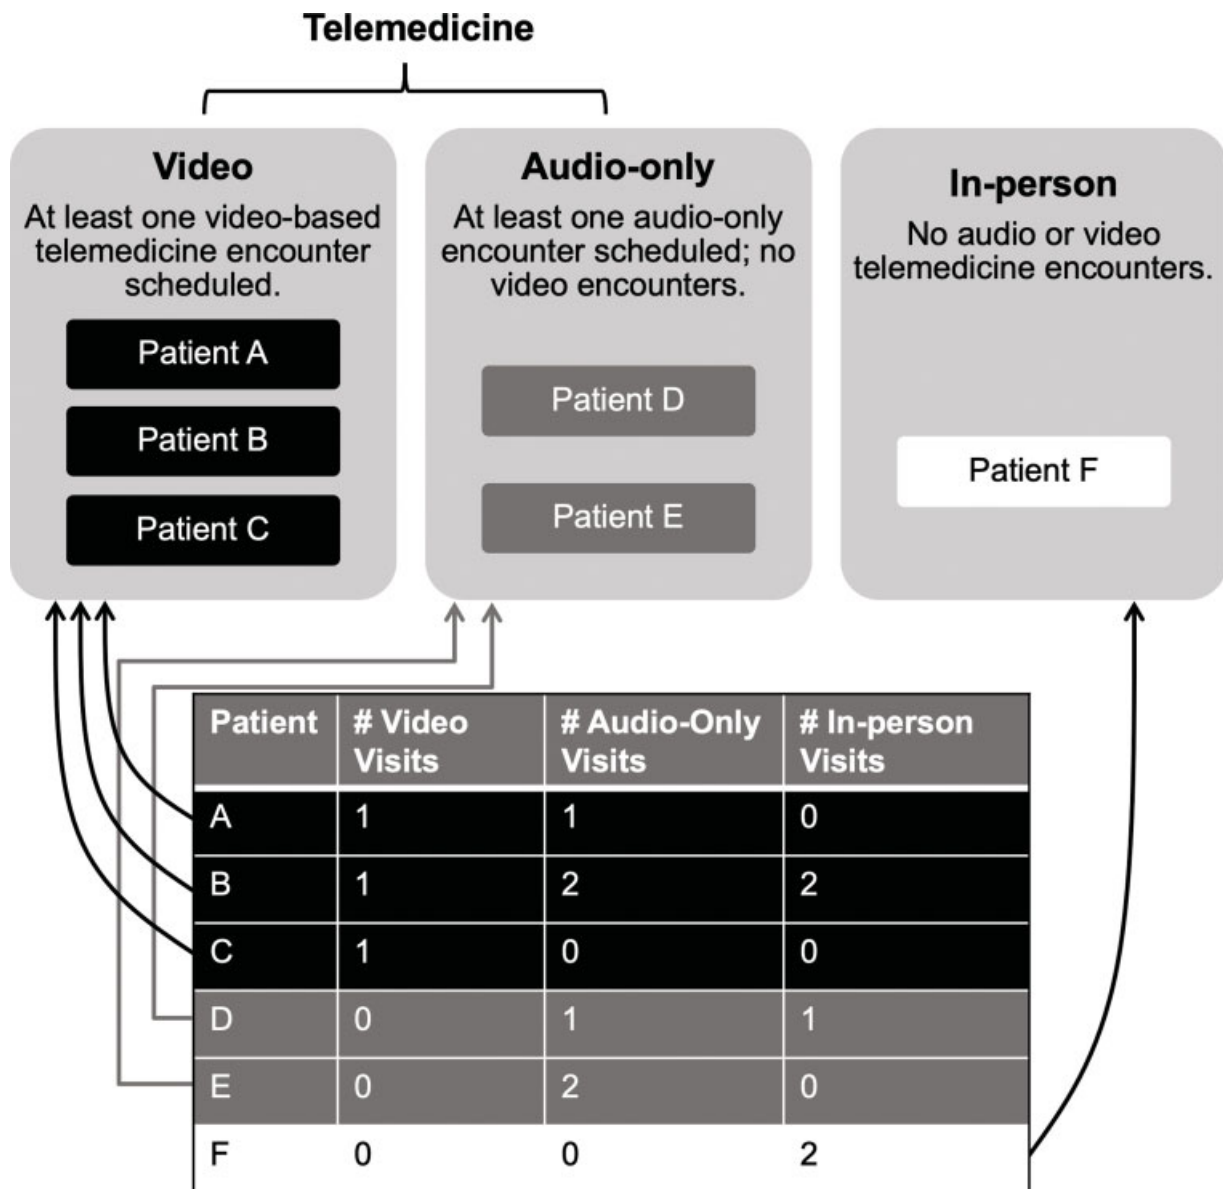 Telemedicine
Video
At least one video-based
telemedicine encounter
scheduled.
Patient A
Patient B
Patient C
Audio-only
At least one audio-only
encounter scheduled; no
video encounters.
Patient D
Patient E
In-person
No audio or video
telemedicine encounters.
Patient F
Patient # Video Visits # Audio-Only Visits # In-person Visits
A 1 1 0
B 1 2 2
C 1 0 0
D 0 1 1
E 0 2 0
F 0 0 2